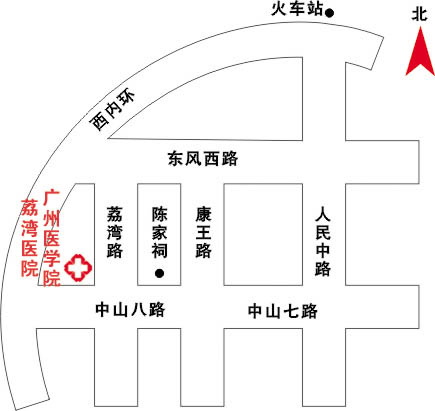 火车站
北
西内环
东风西路
广州医学院
荔湾医院
荔湾路
陈家祠
康王路
人民中路
中山八路
中山七路